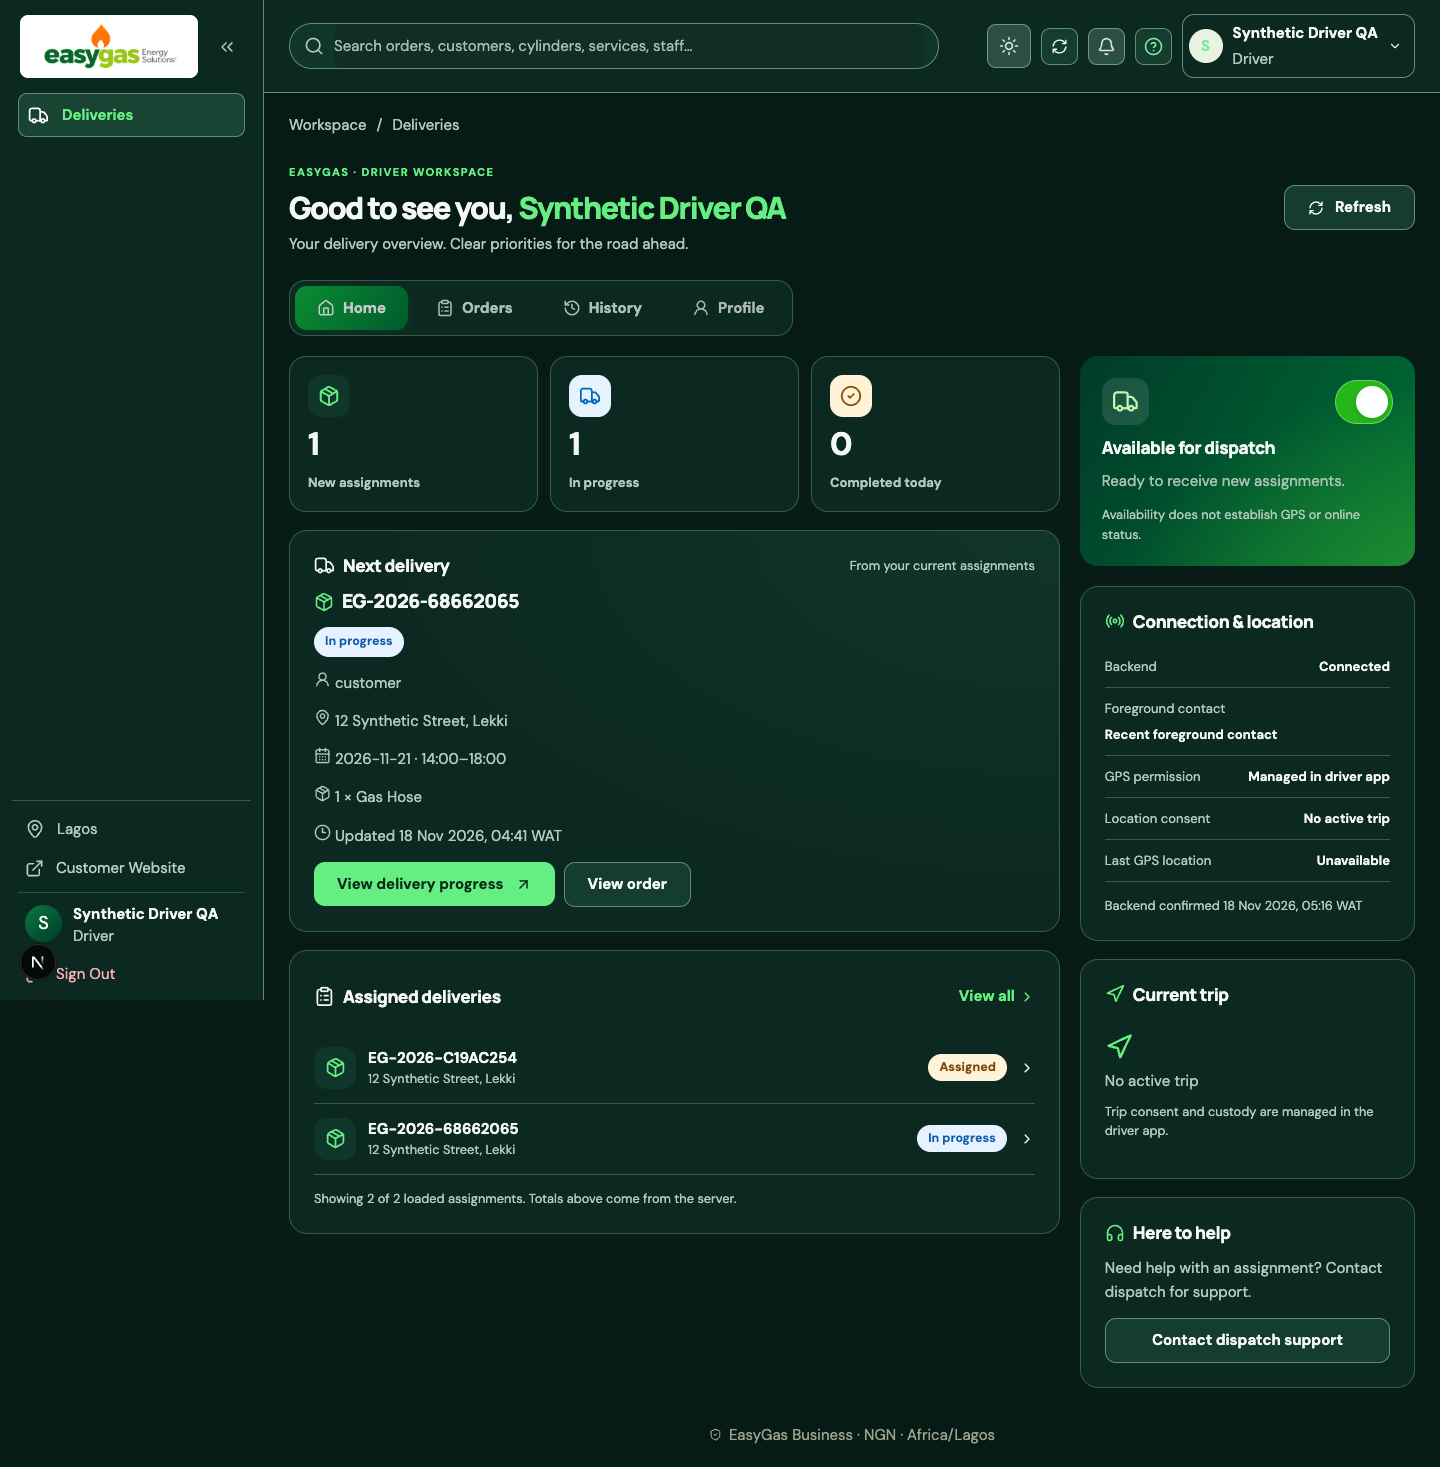 easygas Energy Solutions
Search orders, customers, cylinders, services, staff...
S
Synthetic Driver QA
Driver
Deliveries
Workspace / Deliveries
EASYGAS · DRIVER WORKSPACE
Good to see you, Synthetic Driver QA
Your delivery overview. Clear priorities for the road ahead.
Refresh
Home
Orders
History
Profile
1
New assignments
1
In progress
0
Completed today
Available for dispatch
Ready to receive new assignments.
Availability does not establish GPS or online
status.
Next delivery
From your current assignments
EG-2026-68662065
In progress
customer
12 Synthetic Street, Lekki
2026-11-21 · 14:00–18:00
1 × Gas Hose
Updated 18 Nov 2026, 04:41 WAT
View delivery progress
View order
Connection & location
Backend Connected
Foreground contact
Recent foreground contact
GPS permission Managed in driver app
Location consent No active trip
Last GPS location Unavailable
Backend confirmed 18 Nov 2026, 05:16 WAT
Assigned deliveries
View all
EG-2026-C19AC254
12 Synthetic Street, Lekki
Assigned
EG-2026-68662065
12 Synthetic Street, Lekki
In progress
Showing 2 of 2 loaded assignments. Totals above come from the server.
Current trip
No active trip
Trip consent and custody are managed in the
driver app.
Here to help
Need help with an assignment? Contact
dispatch for support.
Contact dispatch support
Lagos
Customer Website
S
Synthetic Driver QA
Driver
N
Sign Out
EasyGas Business · NGN · Africa/Lagos